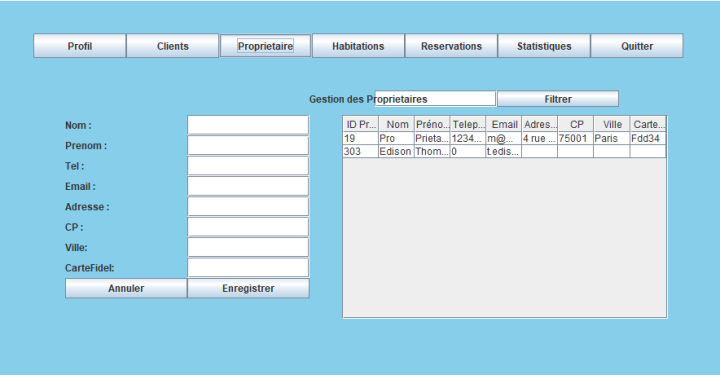 Profil Clients Proprietaire Habitations Reservations Statistiques Quitter
Gestion des Proprietaires Filtrer
Nom :
Prenom :
Tel :
Email :
Adresse :
CP :
Ville:
CarteFidel:
Annuler Enregistrer
ID Pr... Nom Préno... Telep... Email Adres... CP Ville Carte...
19 Pro Prieta... 1234... m@... 4 rue ... 75001 Paris Fdd34
303 Edison Thom... 0 t.edis...